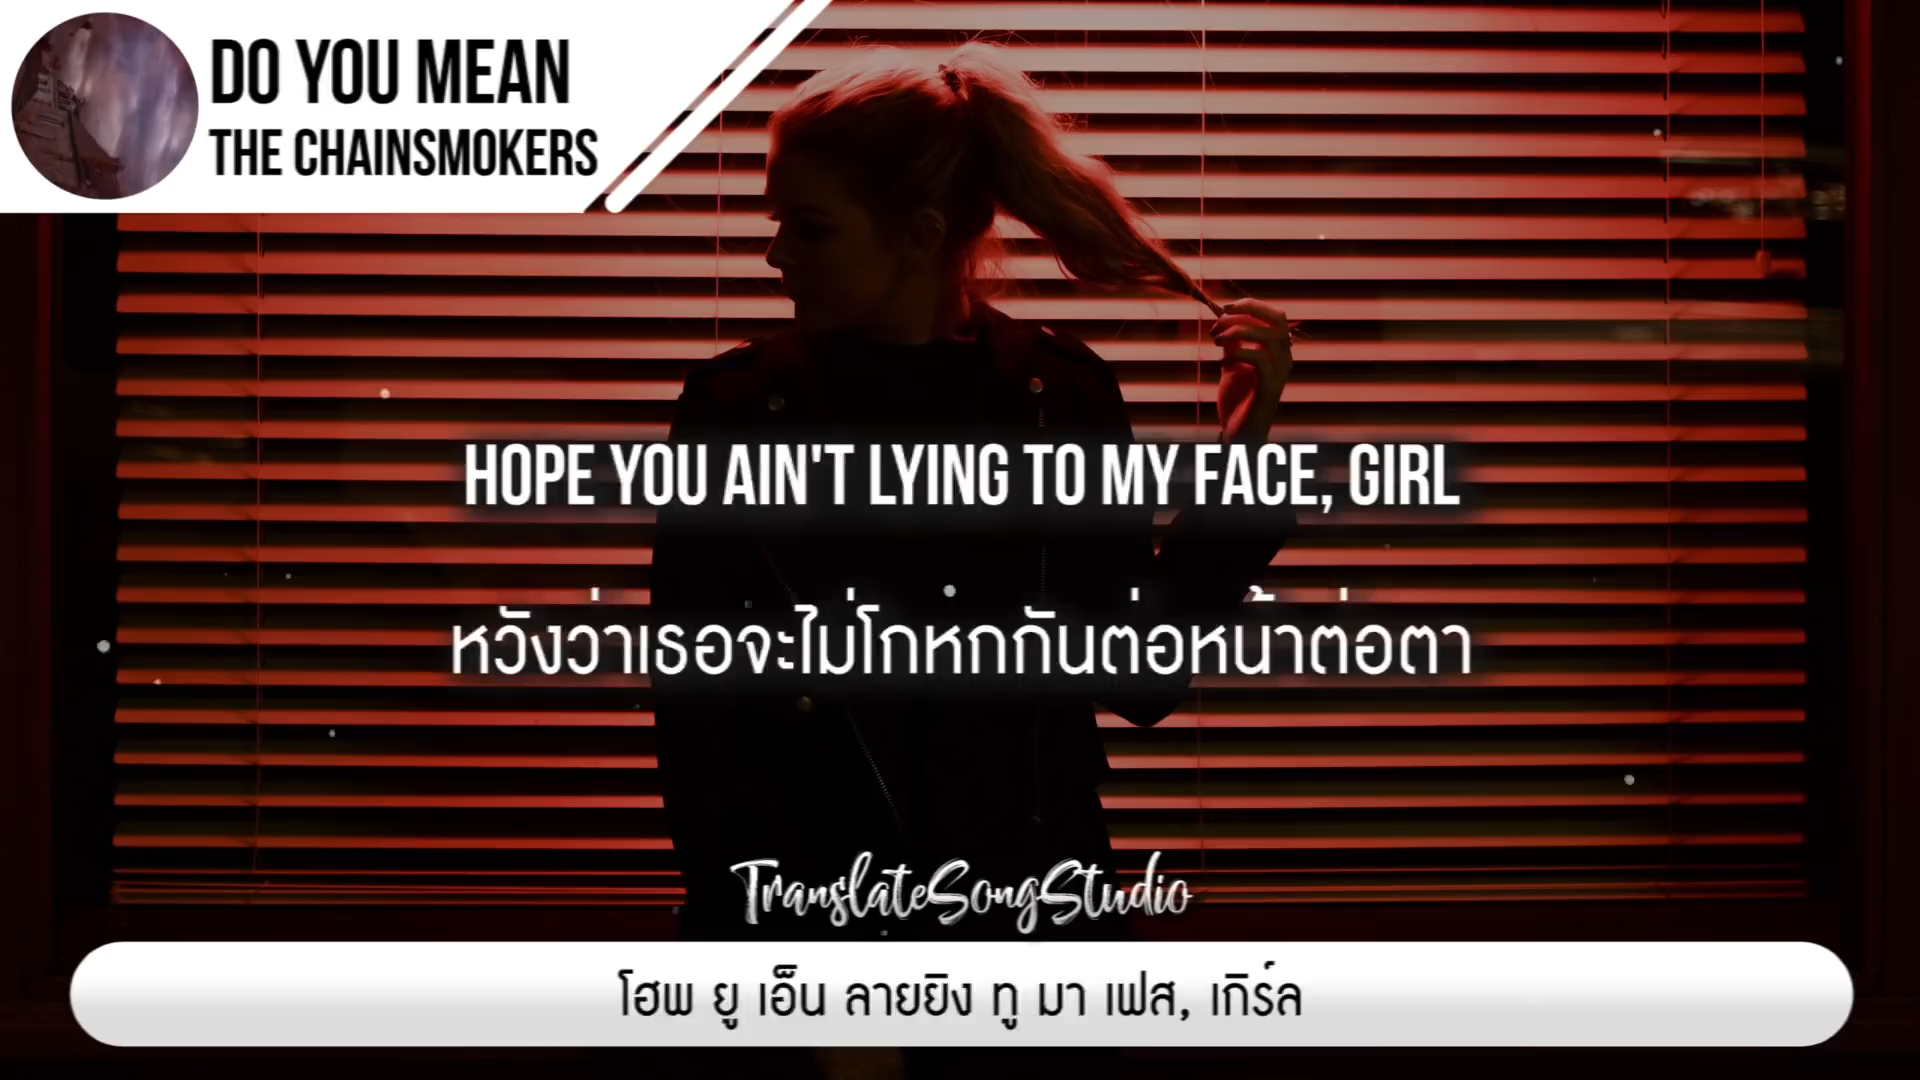 DO YOU MEAN
THE CHAINSMOKERS
HOPE YOU AIN'T LYING TO MY FACE, GIRL
หวังว่าเธอจะไม่โกหกกันต่อหน้าต่อตา
TranslateSongStudio
โฮพ ยู เอ็น ลายยิง ทู มา เฟส, เกิร์ล